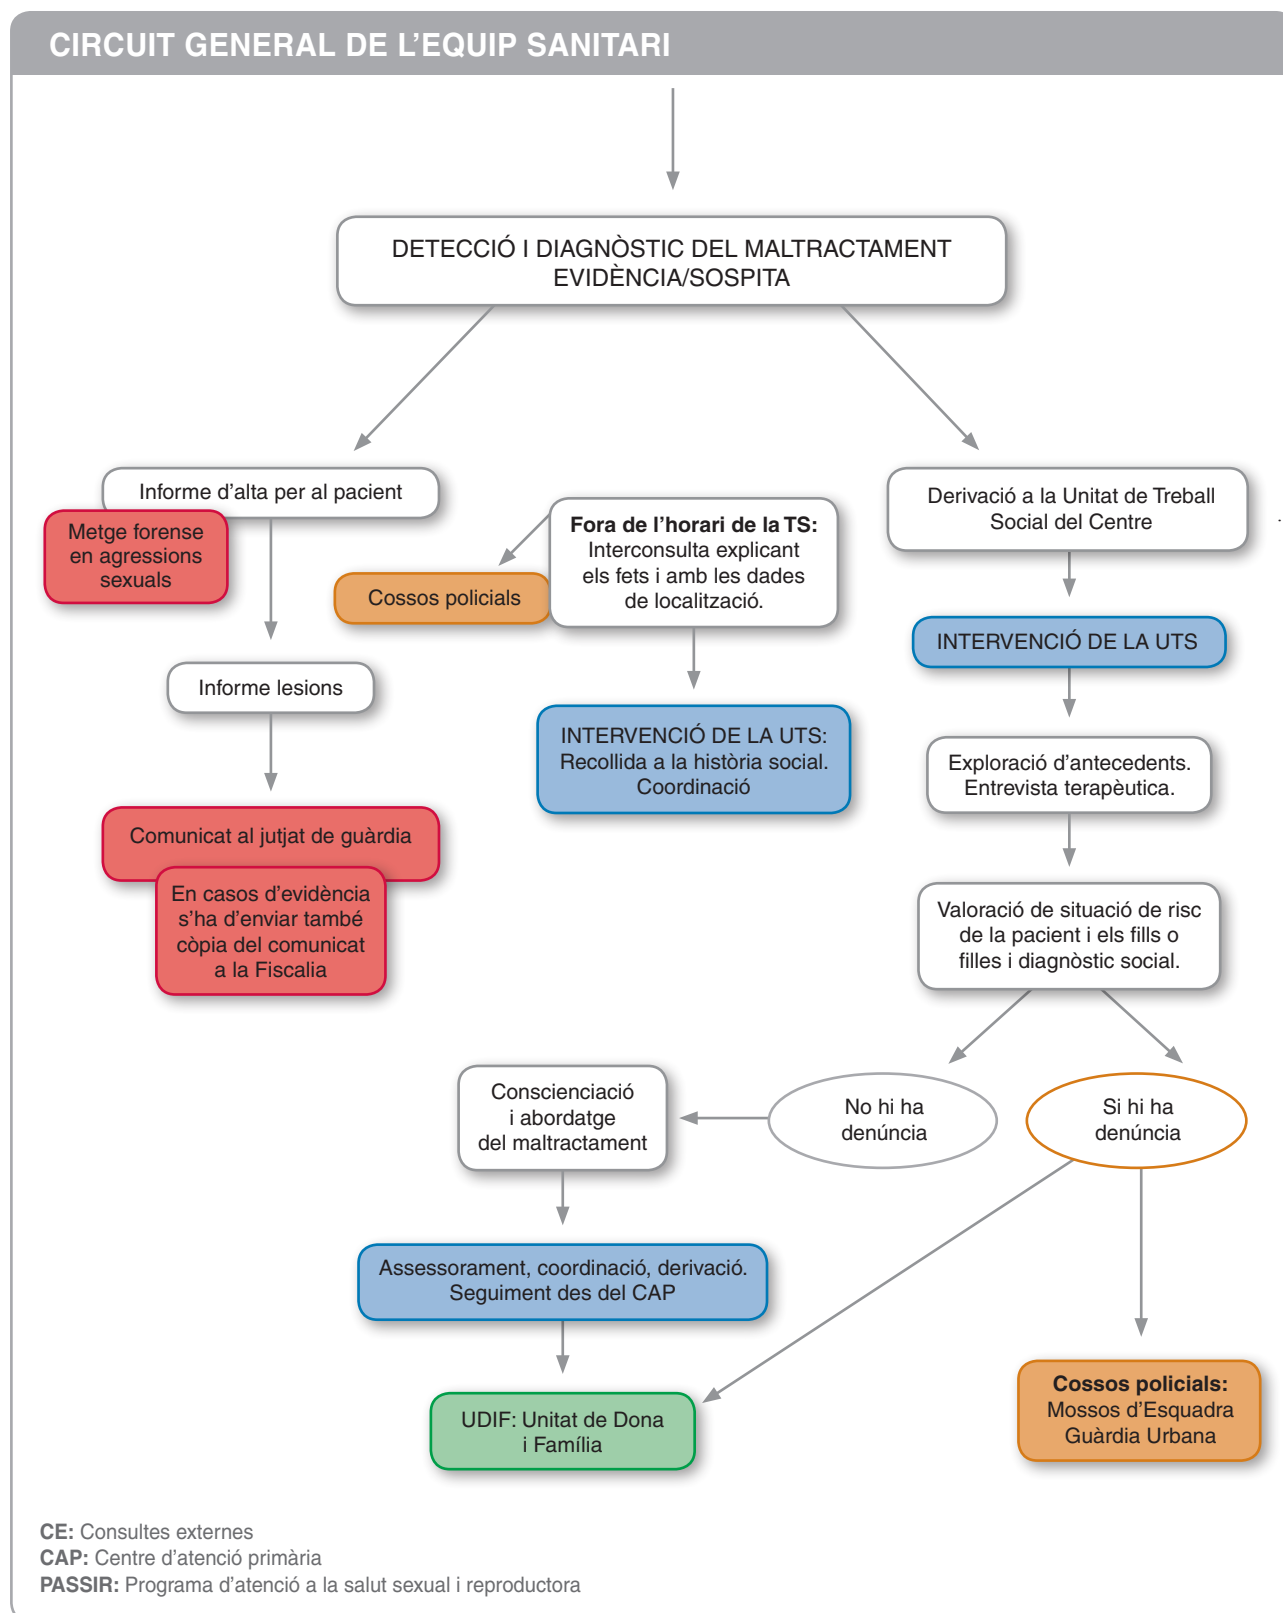 CIRCUIT GENERAL DE L’EQUIP SANITARI
DETECCIÓ I DIAGNÒSTIC DEL MALTRACTAMENT
EVIDÈNCIA/SOSPITA
Informe d’alta per al pacient
Metge forense
en agressions
sexuals
Informe lesions
Comunicat al jutjat de guàrdia
En casos d’evidència
s’ha d’enviar també
còpia del comunicat
a la Fiscalia
Fora de l’horari de la TS:
Interconsulta explicant
els fets i amb les dades
de localització.
Cossos policials
INTERVENCIÓ DE LA UTS:
Recollida a la història social.
Coordinació
Derivació a la Unitat de Treball
Social del Centre
INTERVENCIÓ DE LA UTS
Exploració d’antecedents.
Entrevista terapèutica.
Valoració de situació de risc
de la pacient i els fills o
filles i diagnòstic social.
No hi ha
denúncia
Si hi ha
denúncia
Conscienciació
i abordatge
del maltractament
Assessorament, coordinació, derivació.
Seguiment des del CAP
UDIF: Unitat de Dona
i Família
Cossos policials:
Mossos d’Esquadra
Guàrdia Urbana
CE: Consultes externes
CAP: Centre d’atenció primària
PASSIR: Programa d’atenció a la salut sexual i reproductora